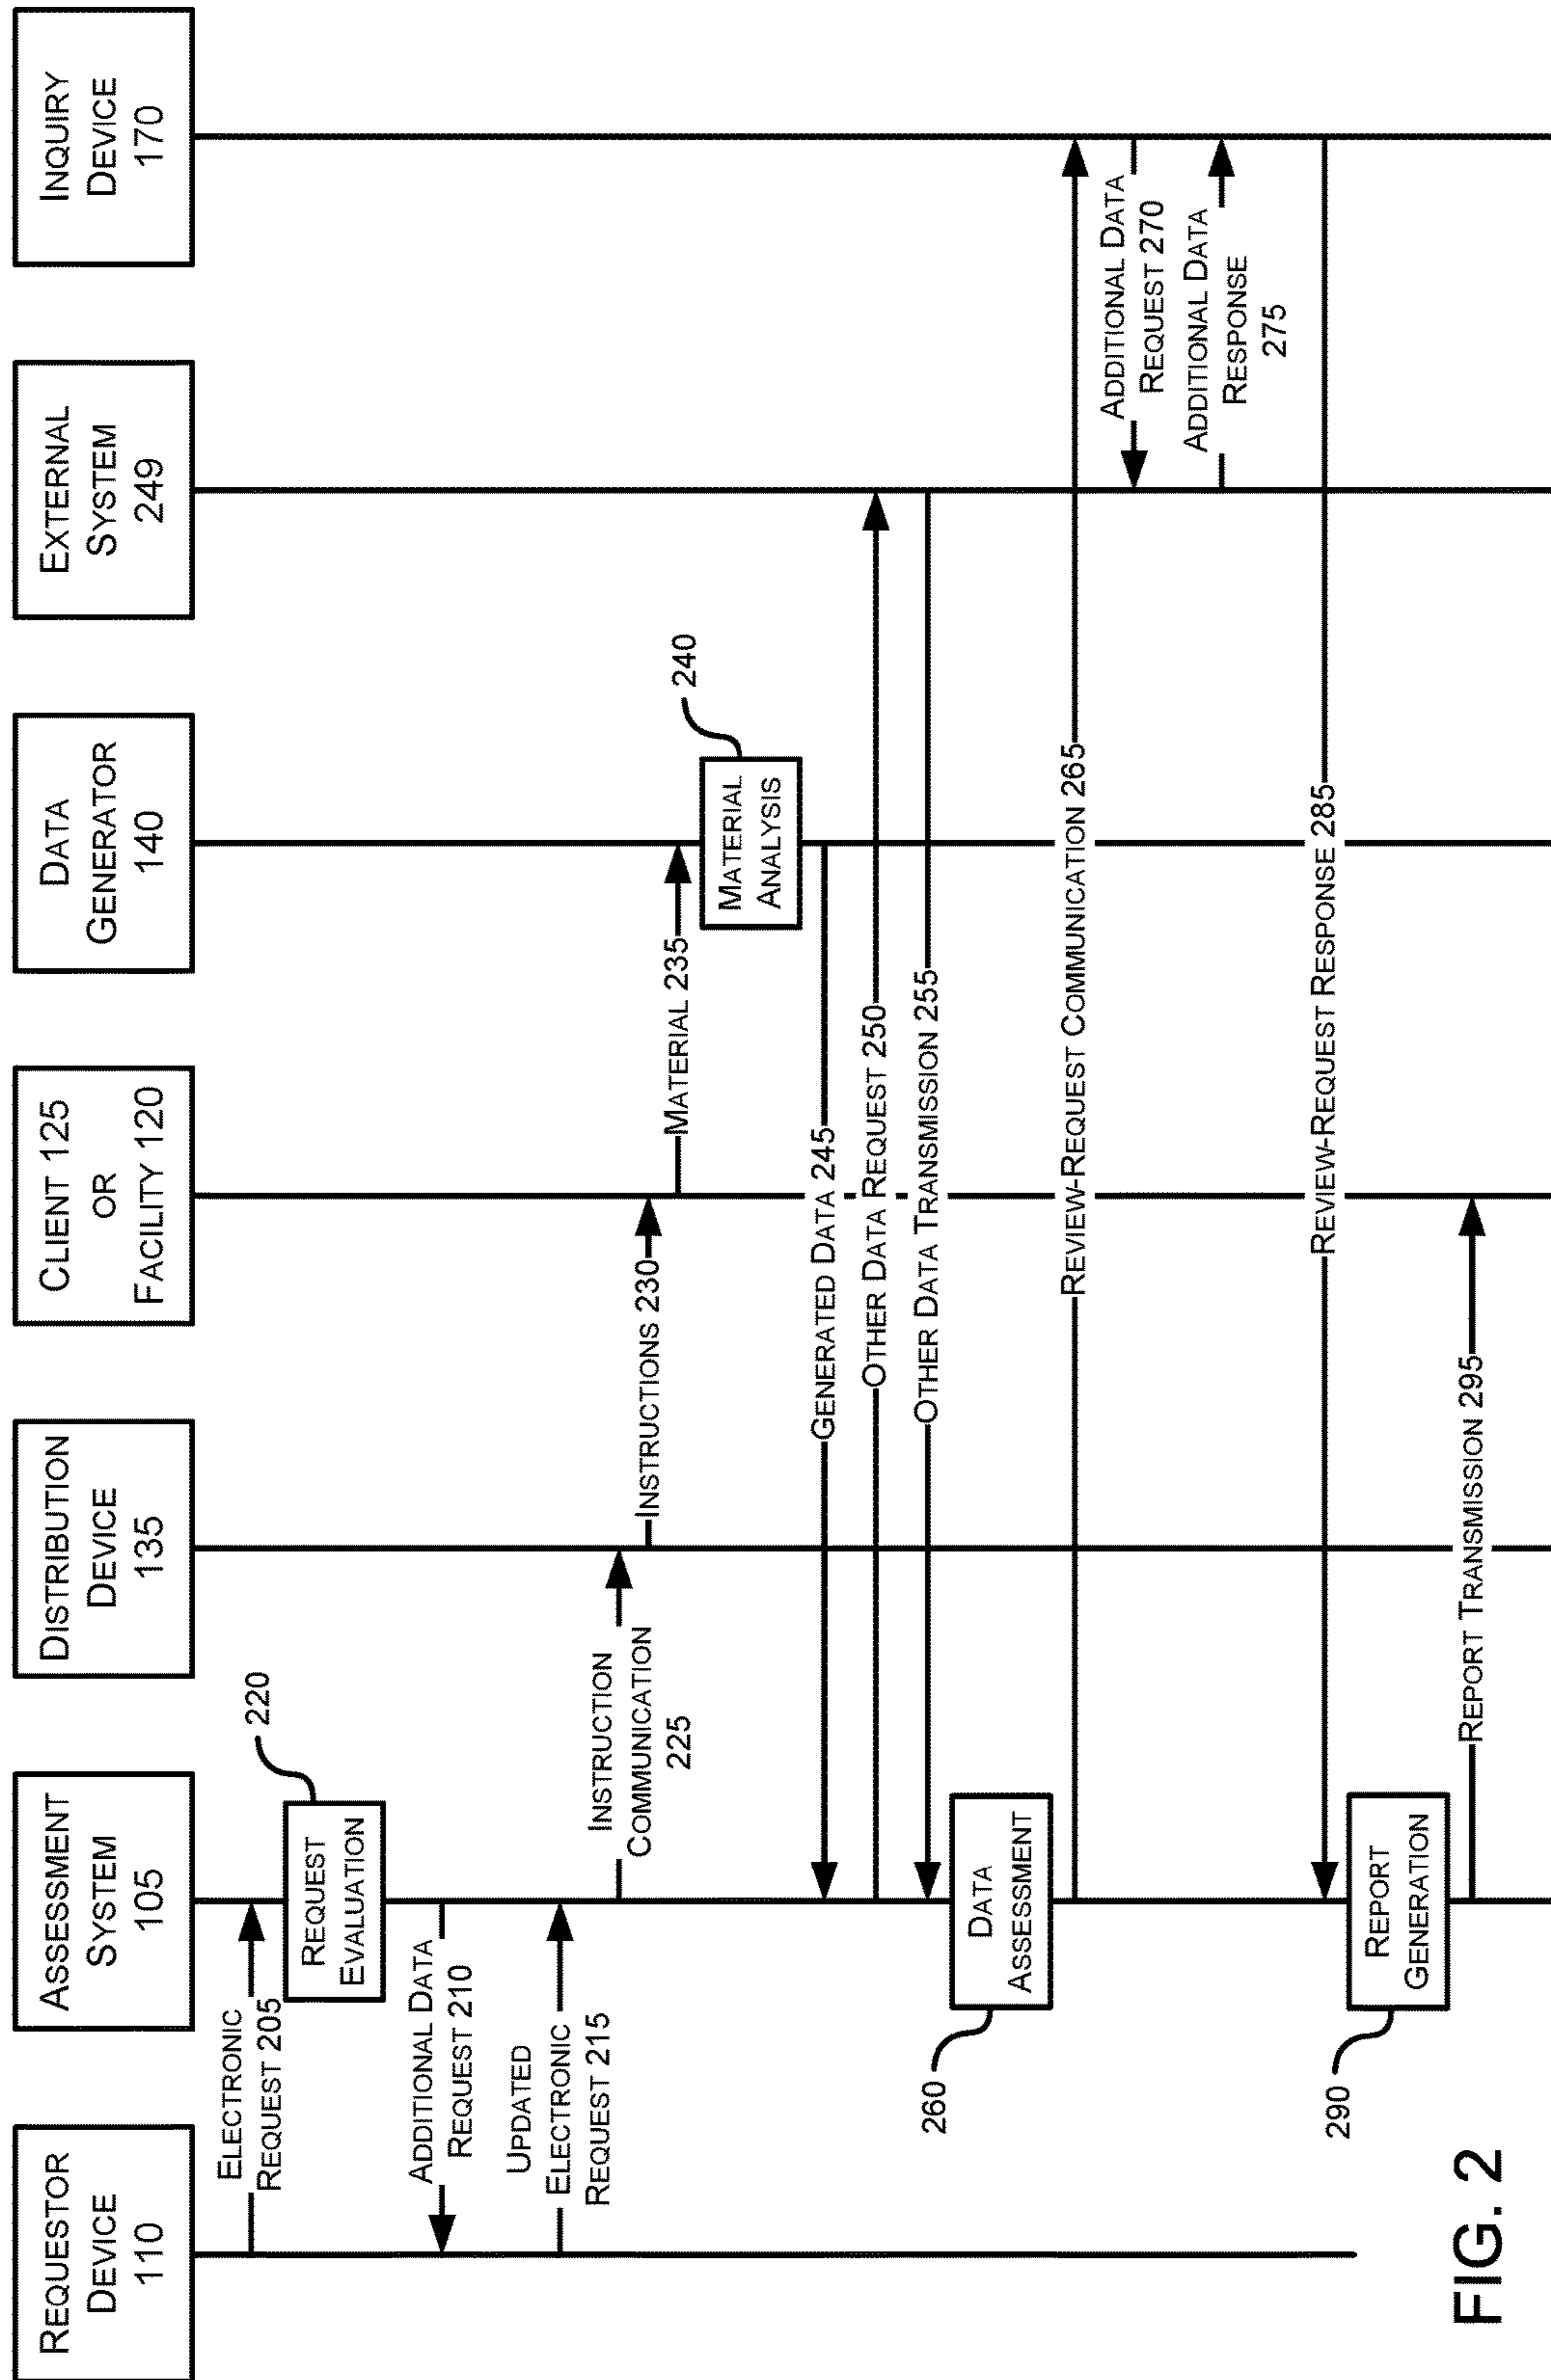 REQUESTOR
DEVICE
110
ASSESSMENT
SYSTEM
105
DISTRIBUTION
DEVICE
135
CLIENT 125
OR
FACILITY 120
DATA
GENERATOR
140
EXTERNAL
SYSTEM
249
INQUIRY
DEVICE
170
ELECTRONIC
REQUEST 205
REQUEST
EVALUATION
220
ADDITIONAL DATA
REQUEST 210
UPDATED
ELECTRONIC
REQUEST 215
INSTRUCTION
COMMUNICATION
225
INSTRUCTIONS 230
MATERIAL 235
MATERIAL
ANALYSIS
240
GENERATED DATA 245
OTHER DATA REQUEST 250
OTHER DATA TRANSMISSION 255
DATA
ASSESSMENT
260
REVIEW-REQUEST COMMUNICATION 265
ADDITIONAL DATA
REQUEST 270
ADDITIONAL DATA
RESPONSE
275
REVIEW-REQUEST RESPONSE 285
REPORT
GENERATION
290
REPORT TRANSMISSION 295
FIG. 2